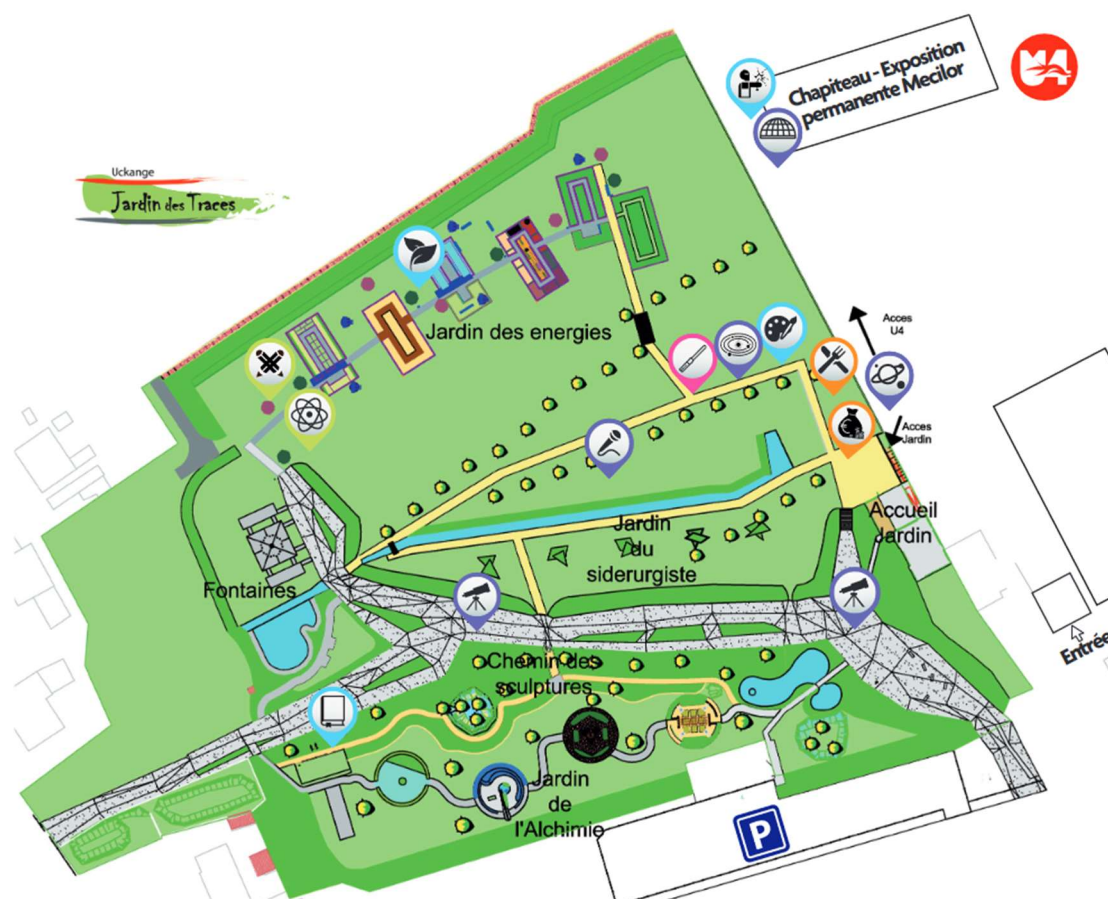 Chapiteau - Exposition
permanente Mecilor
U4
Uckange
Jardin des Traces
Acces
U4
Jardin des energies
Acces
Jardin
Accueil
Jardin
Jardin
du
siderurgiste
Fontaines
Entrée
Chemin des
sculptures
Jardin
de
l'Alchimie
P